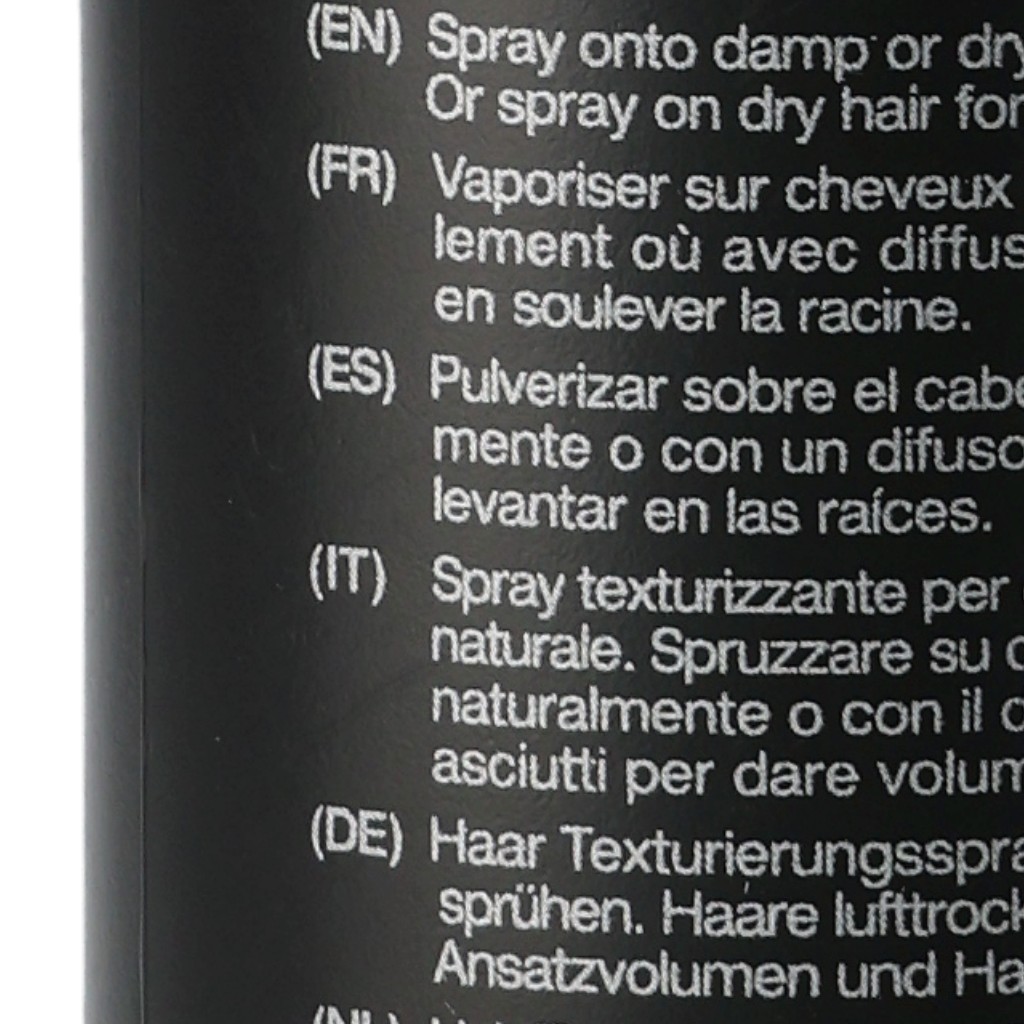 (EN) Spray onto damp or dry
Or spray on dry hair for
(FR) Vaporiser sur cheveux
lement où avec diffus
en soulever la racine.
(ES) Pulverizar sobre el cabe
mente o con un difuso
levantar en las raíces.
(IT) Spray texturizzante per
naturale. Spruzzare su
naturalmente o con il
asciutti per dare volum
(DE) Haar Texturierungsspra
sprühen. Haare lufttrock
Ansatzvolumen und Ha
(NL)